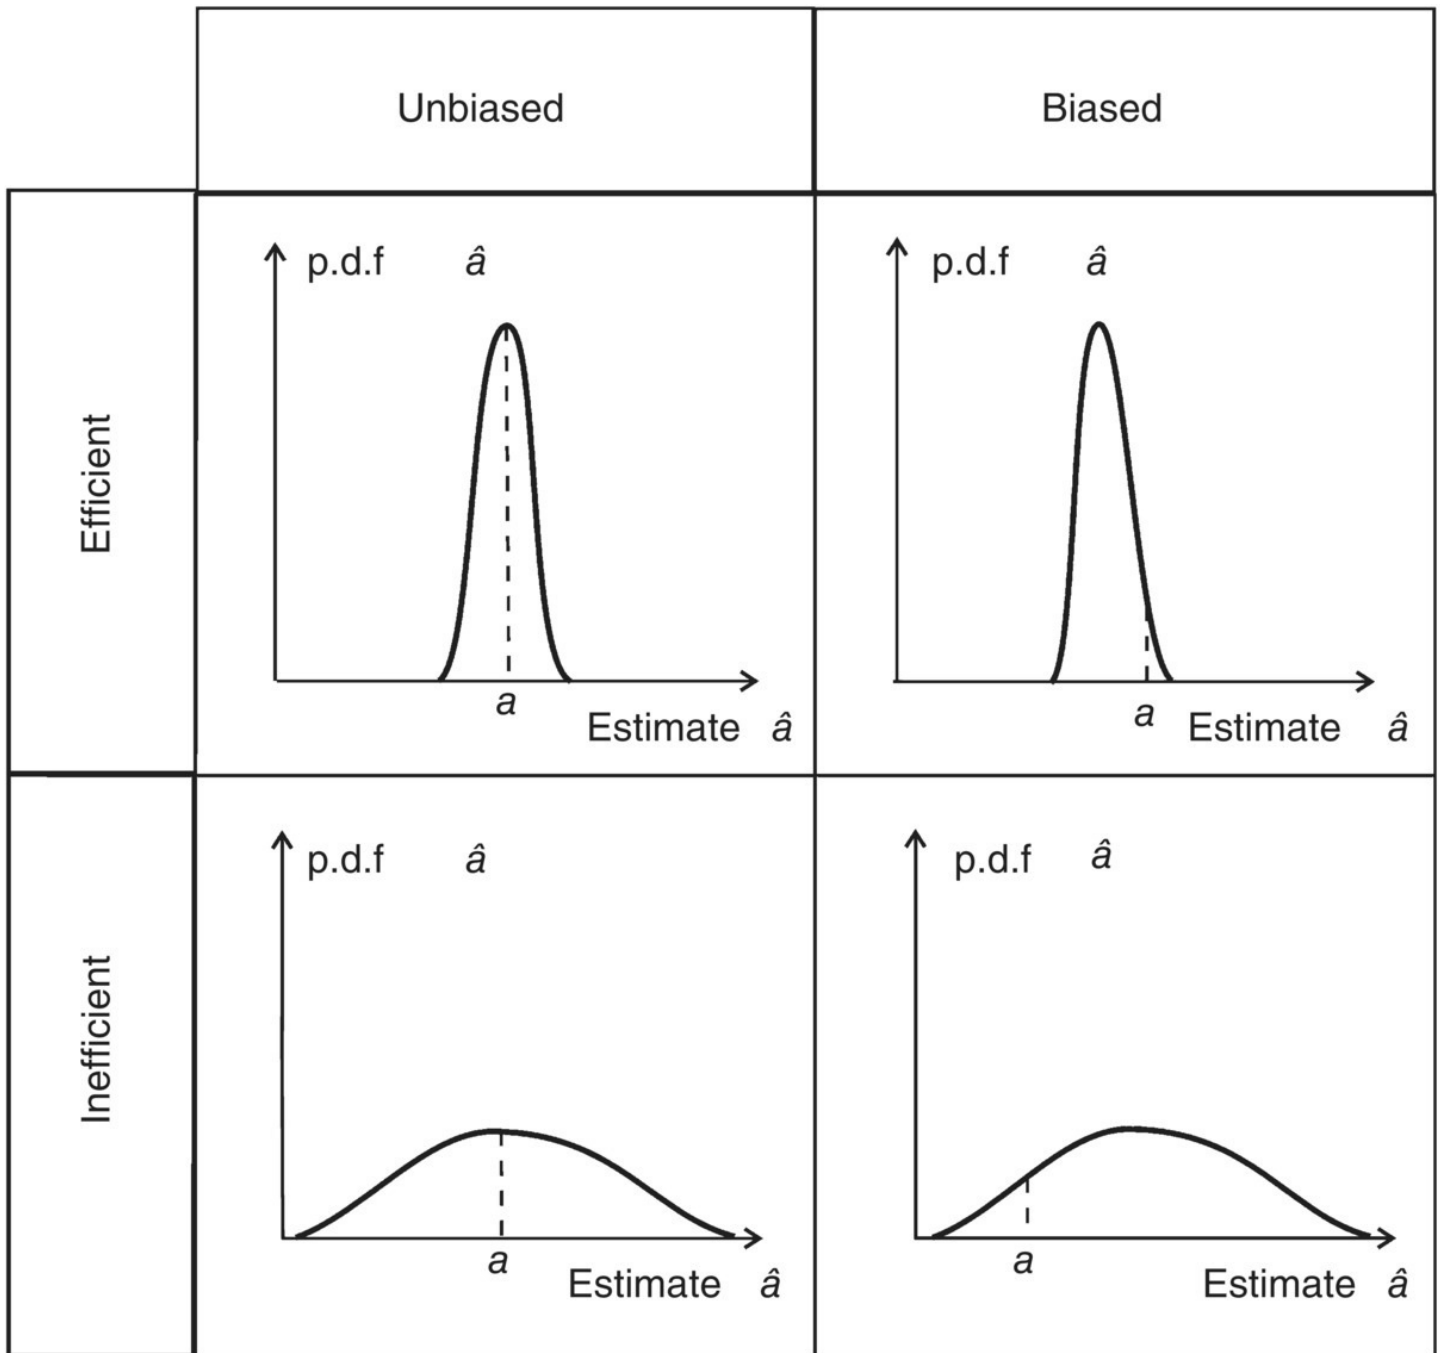 Unbiased
Biased
Efficient
p.d.f â
a
Estimate â
p.d.f â
a
Estimate â
Inefficient
p.d.f â
a
Estimate â
p.d.f â
a
Estimate â